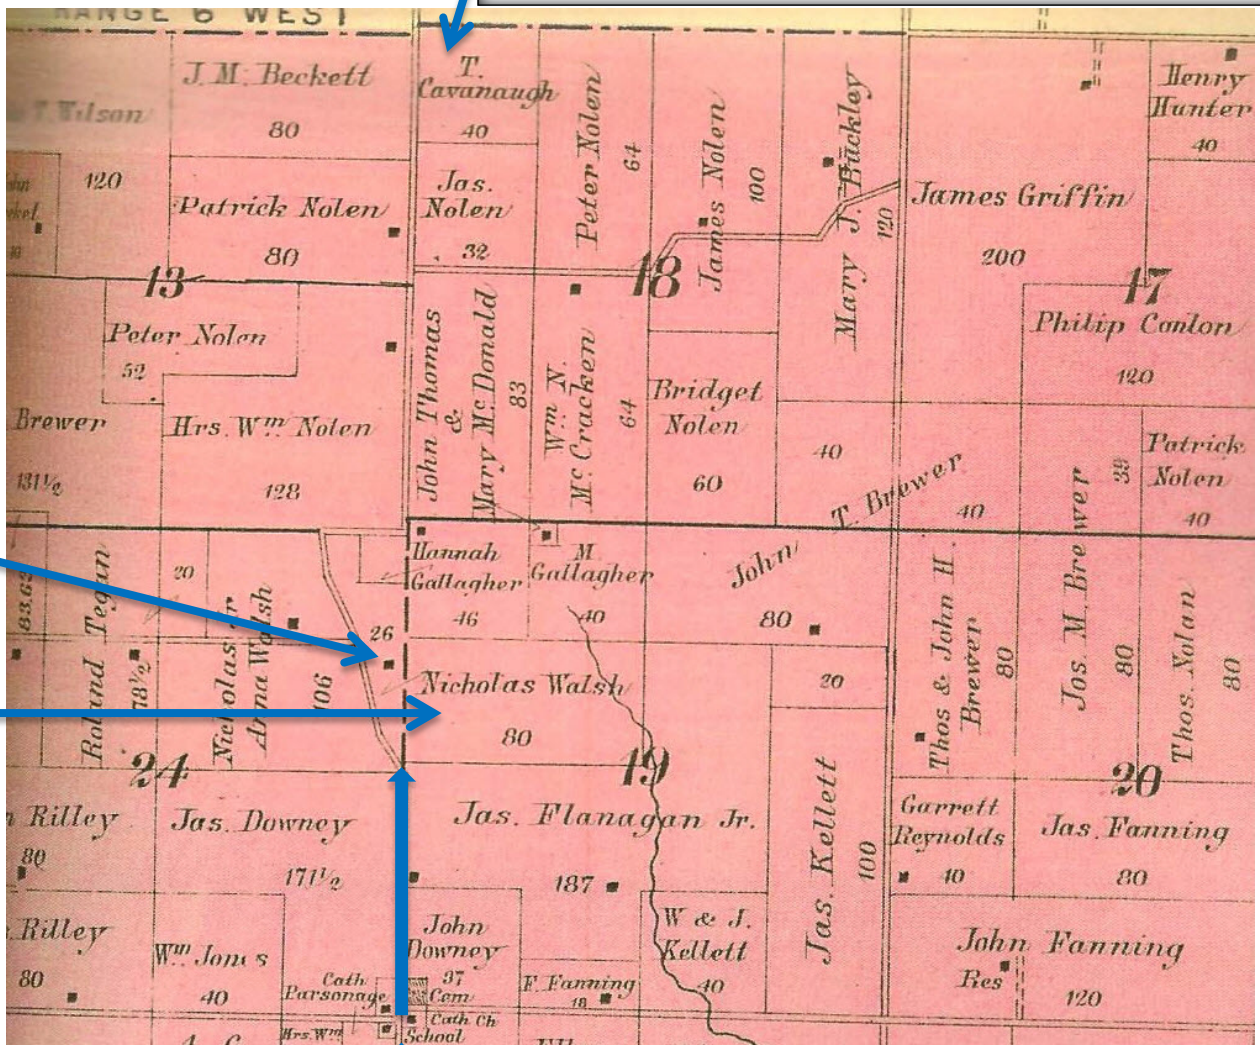 RANGE 6 WEST
J. M. Beckett
80
Wilson
120
Patrick Nolen
80
13
T.
Cavanaugh
40
Jas.
Nolen
32
Peter Nolen
64
James Nolen
100
Mary J. Buckley
120
18
James Griffin
200
Henry
Hunter
40
17
Philip Conlon
120
Peter Nolen
52
Brewer
131½
Hrs. Wm Nolen
128
John Thomas
&
Mary McDonald
83
Wm N.
McCracken
64
Bridget
Nolen
60
40
T. Brewer
40
Jos. M. Brewer
39
80
Patrick
Nolen
40
83,62
Roland Tegan
78½
20
Nicholas Jr
Anna Walsh
106
26
24
Hannah
Gallagher
46
M.
Gallagher
40
John
80
Nicholas Walsh
80
19
20
Jas. Kellett
100
Thos & John H.
Brewer
80
Thos. Nolan
80
20
Rilley
80
Jas. Downey
171½
Jas. Flanagan Jr.
187
Garrett
Reynolds
40
Jas. Fanning
80
Rilley
80
Wm Jones
40
Cath
Parsonage
John
Downey
37
Cem
F. Fanning
18
W & J.
Kellett
40
John Fanning
Res
120
Hrs. Wm
Cath Ch
School